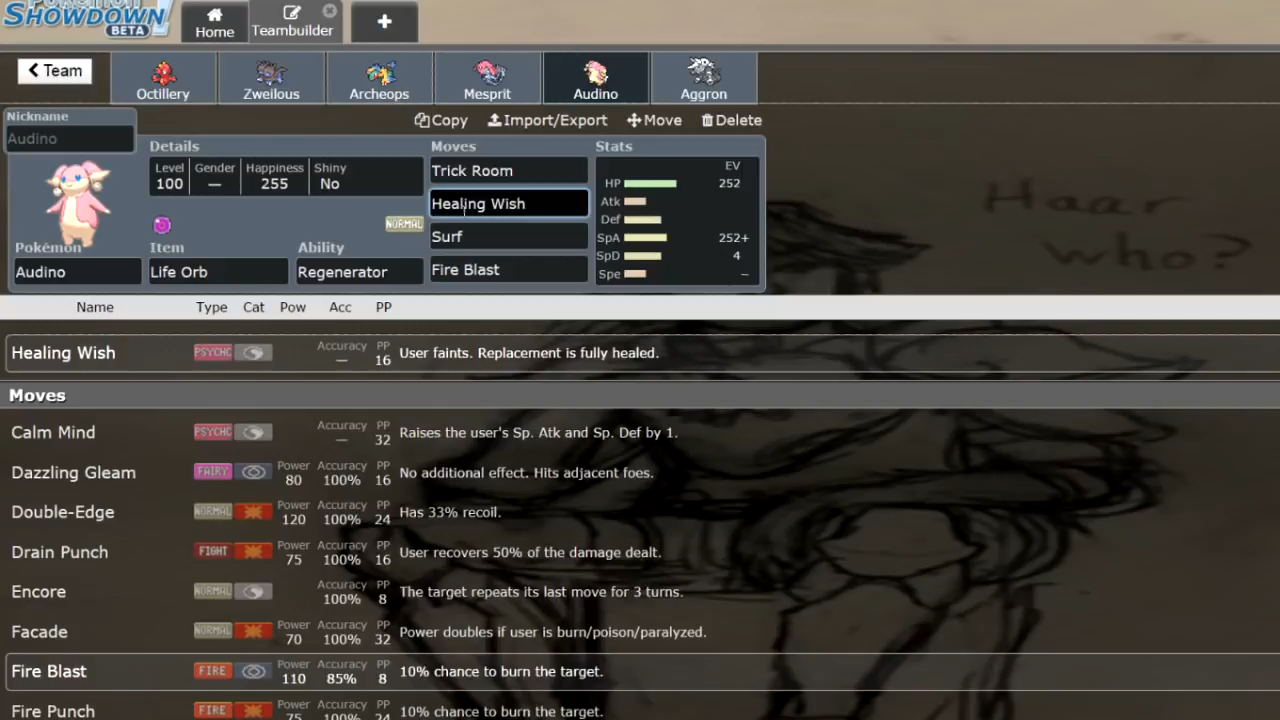 Pokémon
SHOWDOWN!
BETA
Home
Teambuilder
+
< Team
Octillery
Zweilous
Archeops
Mesprit
Audino
Aggron
Copy
Import/Export
Move
Delete
Nickname
Audino
Details
Level
100
Gender
—
Happiness
255
Shiny
No
NORMAL
Pokémon
Audino
Item
Life Orb
Ability
Regenerator
Moves
Trick Room
Healing Wish
Surf
Fire Blast
Stats
EV
HP 252
Atk
Def
SpA 252+
SpD 4
Spe –
Haar
who?
Name Type Cat Pow Acc PP
Healing Wish PSYCHC Accuracy — PP 16 User faints. Replacement is fully healed.
Moves
Calm Mind PSYCHC Accuracy — PP 32 Raises the user's Sp. Atk and Sp. Def by 1.
Dazzling Gleam FAIRY Power 80 Accuracy 100% PP 16 No additional effect. Hits adjacent foes.
Double-Edge NORMAL Power 120 Accuracy 100% PP 24 Has 33% recoil.
Drain Punch FIGHT Power 75 Accuracy 100% PP 16 User recovers 50% of the damage dealt.
Encore NORMAL Accuracy 100% PP 8 The target repeats its last move for 3 turns.
Facade NORMAL Power 70 Accuracy 100% PP 32 Power doubles if user is burn/poison/paralyzed.
Fire Blast FIRE Power 110 Accuracy 85% PP 8 10% chance to burn the target.
Fire Punch FIRE Power 75 Accuracy 100% PP 24 10% chance to burn the target.